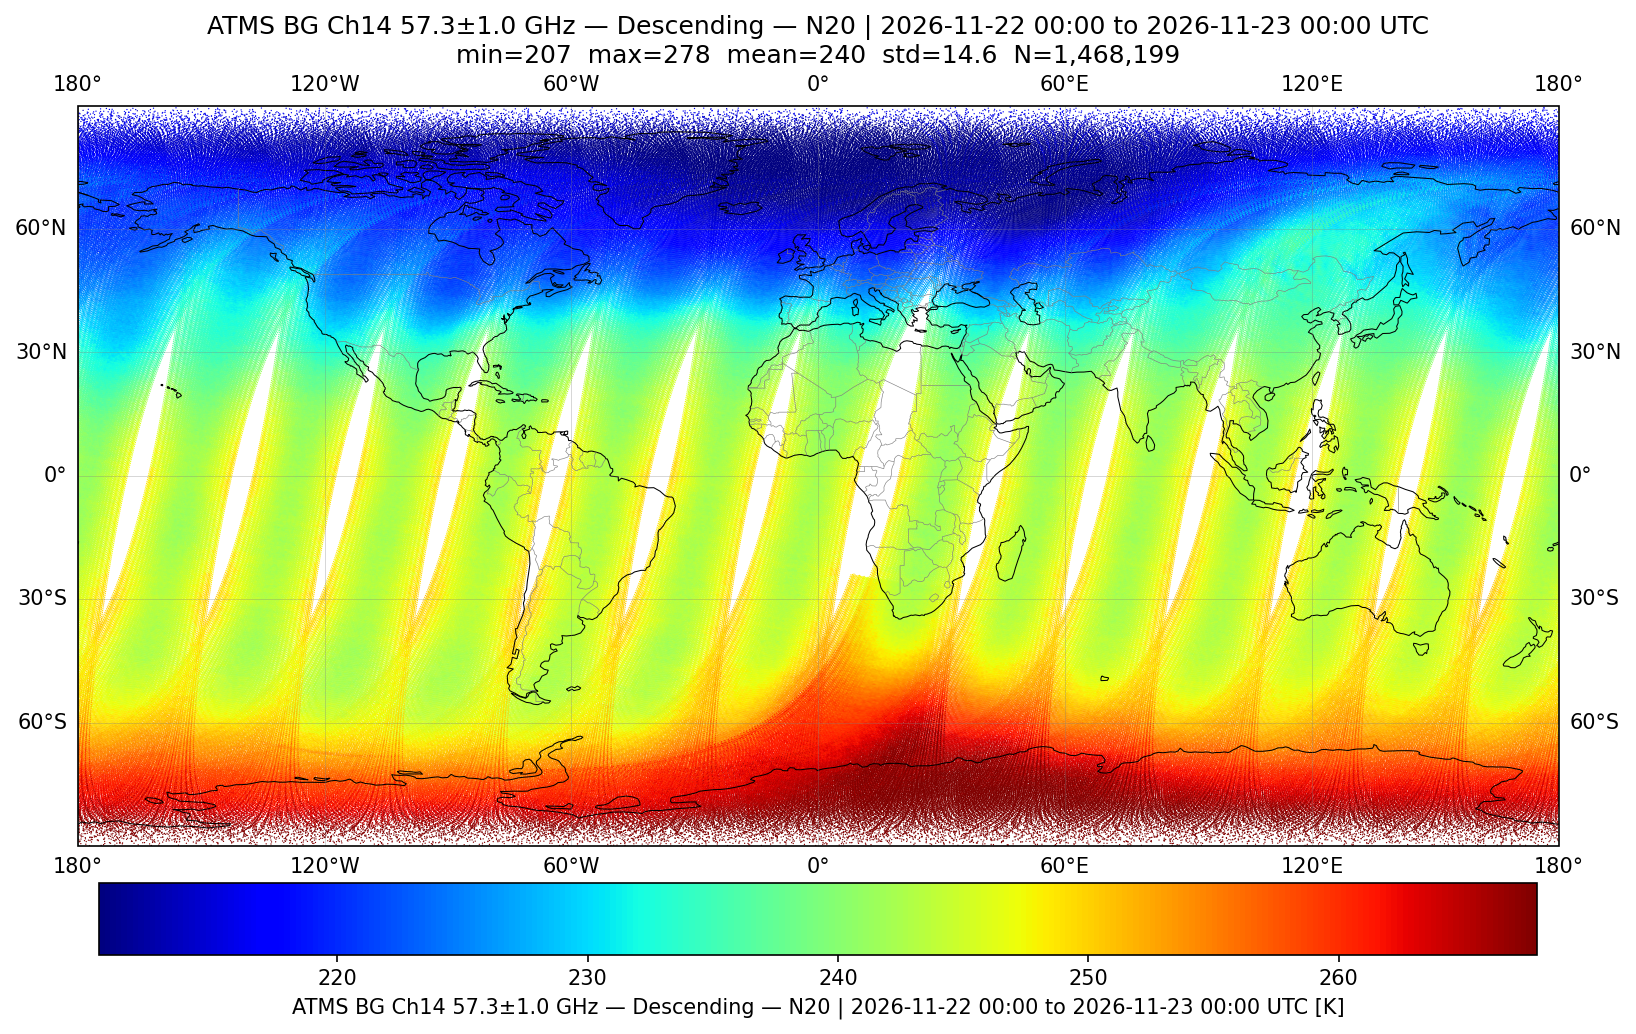 ATMS BG Ch14 57.3±1.0 GHz — Descending — N20 | 2026-11-22 00:00 to 2026-11-23 00:00 UTC
min=207 max=278 mean=240 std=14.6 N=1,468,199
180° 120°W 60°W 0° 60°E 120°E 180°
60°N 60°N
30°N 30°N
0° 0°
30°S 30°S
60°S 60°S
180° 120°W 60°W 0° 60°E 120°E 180°
220 230 240 250 260
ATMS BG Ch14 57.3±1.0 GHz — Descending — N20 | 2026-11-22 00:00 to 2026-11-23 00:00 UTC [K]